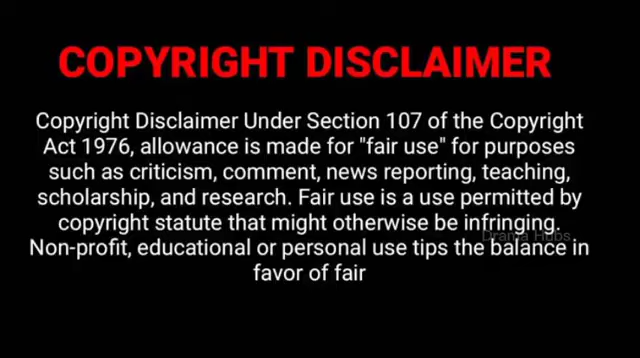 COPYRIGHT DISCLAIMER
Copyright Disclaimer Under Section 107 of the Copyright
Act 1976, allowance is made for "fair use" for purposes
such as criticism, comment, news reporting, teaching,
scholarship, and research. Fair use is a use permitted by
copyright statute that might otherwise be infringing.
Drama Hubs
Non-profit, educational or personal use tips the balance in
favor of fair